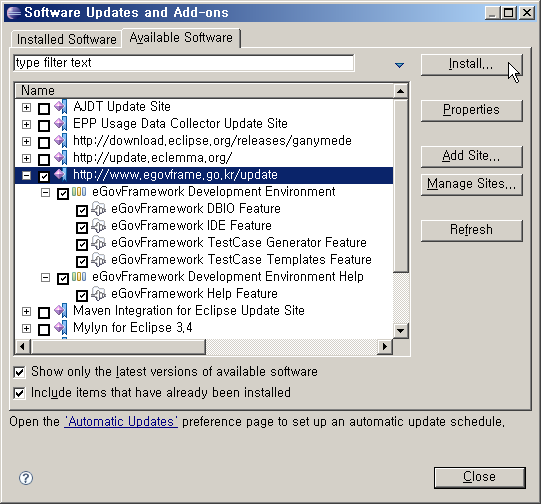 Software Updates and Add-ons
Installed Software
Available Software
type filter text
Install...
Name
AJDT Update Site
EPP Usage Data Collector Update Site
Properties
http://download.eclipse.org/releases/ganymede
http://update.eclemma.org/
Add Site...
http://www.egovframe.go.kr/update
Manage Sites...
eGovFramework Development Environment
eGovFramework DBIO Feature
eGovFramework IDE Feature
Refresh
eGovFramework TestCase Generator Feature
eGovFramework TestCase Templates Feature
eGovFramework Development Environment Help
eGovFramework Help Feature
Maven Integration for Eclipse Update Site
Mylyn for Eclipse 3.4
Show only the latest versions of available software
Include items that have already been installed
Open the 'Automatic Updates' preference page to set up an automatic update schedule.
?
Close